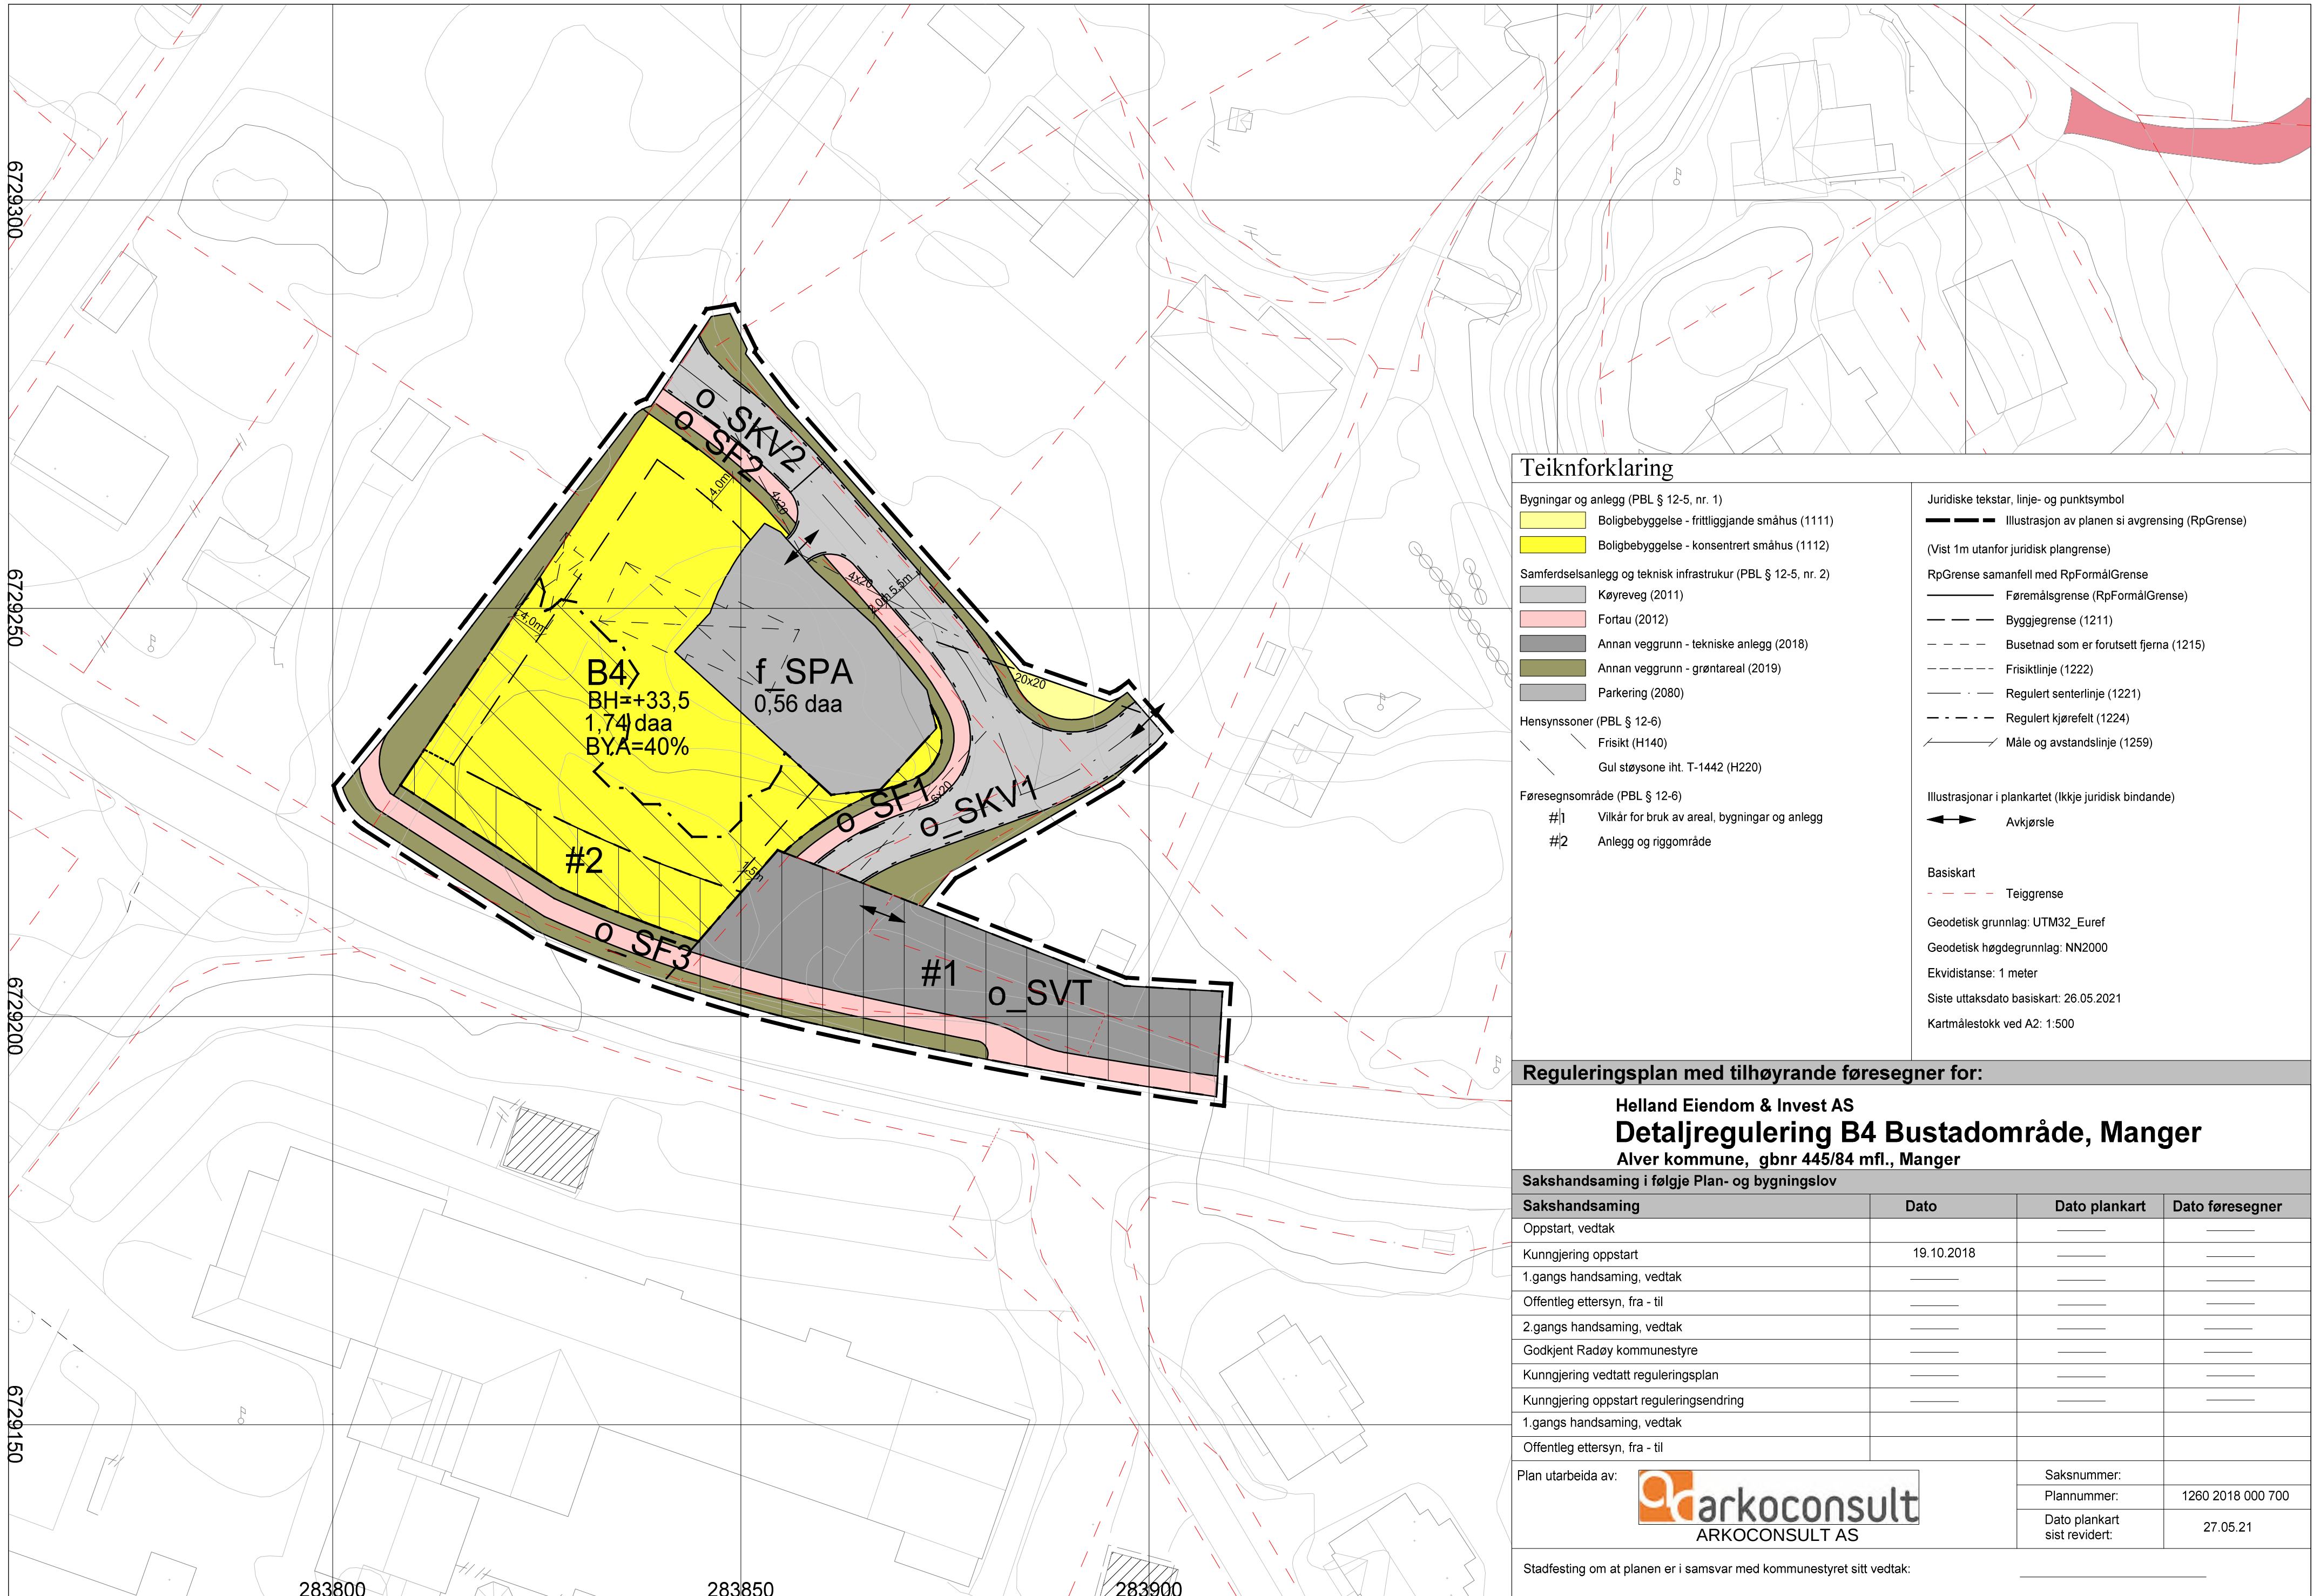 6729300
6729250
6729200
6729150
283800
283850
283900
o_SKV2
o_SF2
4,0m
4x20
4x20
3,0m
5,5m
4,0m
20x20
B4
BH=+33,5
1,74 daa
BYA=40%
f_SPA
0,56 daa
o_SF1
6x20
o_SKV1
#2
1,5m
o_SF3
#1
o_SVT
Teiknforklaring
Bygningar og anlegg (PBL § 12-5, nr. 1)
Boligbebyggelse - frittliggjande småhus (1111)
Boligbebyggelse - konsentrert småhus (1112)
Samferdselsanlegg og teknisk infrastrukur (PBL § 12-5, nr. 2)
Køyreveg (2011)
Fortau (2012)
Annan veggrunn - tekniske anlegg (2018)
Annan veggrunn - grøntareal (2019)
Parkering (2080)
Hensynssoner (PBL § 12-6)
Frisikt (H140)
Gul støysone iht. T-1442 (H220)
Føresegnsområde (PBL § 12-6)
#1 Vilkår for bruk av areal, bygningar og anlegg
#2 Anlegg og riggområde
Juridiske tekstar, linje- og punktsymbol
Illustrasjon av planen si avgrensing (RpGrense)
(Vist 1m utanfor juridisk plangrense)
RpGrense samanfell med RpFormålGrense
Føremålsgrense (RpFormålGrense)
Byggjegrense (1211)
Busetnad som er forutsett fjerna (1215)
Frisiktlinje (1222)
Regulert senterlinje (1221)
Regulert kjørefelt (1224)
Måle og avstandslinje (1259)
Illustrasjonar i plankartet (Ikkje juridisk bindande)
Avkjørsle
Basiskart
Teiggrense
Geodetisk grunnlag: UTM32_Euref
Geodetisk høgdegrunnlag: NN2000
Ekvidistanse: 1 meter
Siste uttaksdato basiskart: 26.05.2021
Kartmålestokk ved A2: 1:500
Reguleringsplan med tilhøyrande føresegner for:
Helland Eiendom & Invest AS
Detaljregulering B4 Bustadområde, Manger
Alver kommune, gbnr 445/84 mfl., Manger
Sakshandsaming i følgje Plan- og bygningslov
Sakshandsaming Dato Dato plankart Dato føresegner
Oppstart, vedtak
Kunngjering oppstart 19.10.2018
1.gangs handsaming, vedtak
Offentleg ettersyn, fra - til
2.gangs handsaming, vedtak
Godkjent Radøy kommunestyre
Kunngjering vedtatt reguleringsplan
Kunngjering oppstart reguleringsendring
1.gangs handsaming, vedtak
Offentleg ettersyn, fra - til
Plan utarbeida av:
arkoconsult
ARKOCONSULT AS
Saksnummer:
Plannummer: 1260 2018 000 700
Dato plankart
sist revidert: 27.05.21
Stadfesting om at planen er i samsvar med kommunestyret sitt vedtak: